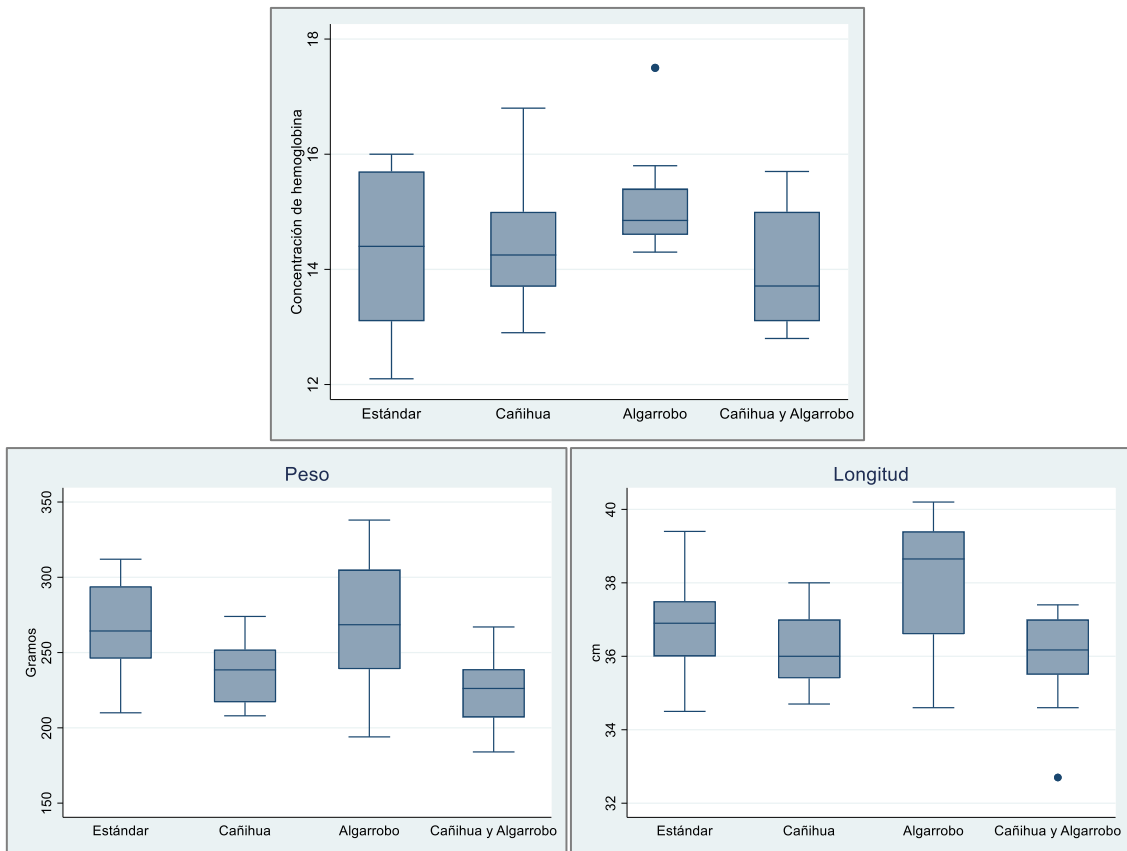 Concentración de hemoglobina
18
16
14
12
Estándar Cañihua Algarrobo Cañihua y Algarrobo
Peso
Gramos
350
300
250
200
150
Estándar Cañihua Algarrobo Cañihua y Algarrobo
Longitud
cm
40
38
36
34
32
Estándar Cañihua Algarrobo Cañihua y Algarrobo